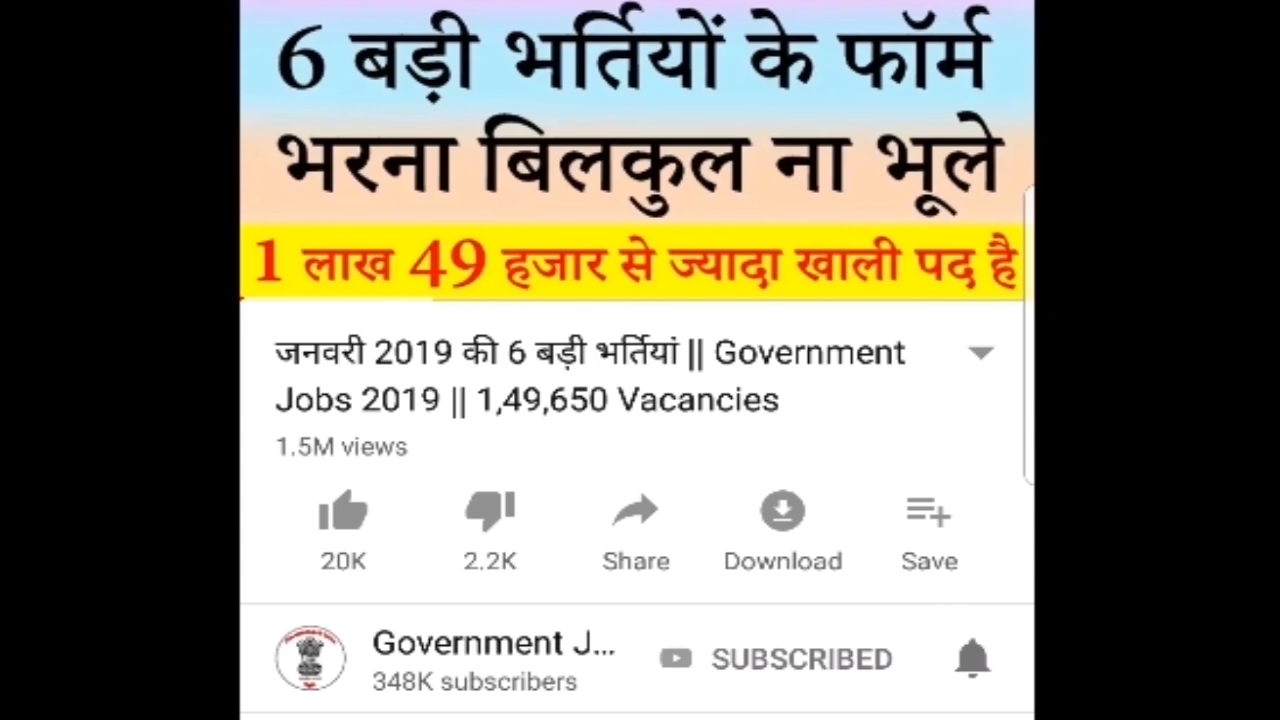 6 बड़ी भर्तियों के फॉर्म
भरना बिलकुल ना भूले
1 लाख 49 हजार से ज्यादा खाली पद है
जनवरी 2019 की 6 बड़ी भर्तियां || Government
Jobs 2019 || 1,49,650 Vacancies
1.5M views
20K 2.2K Share Download Save
Government J... SUBSCRIBED
348K subscribers